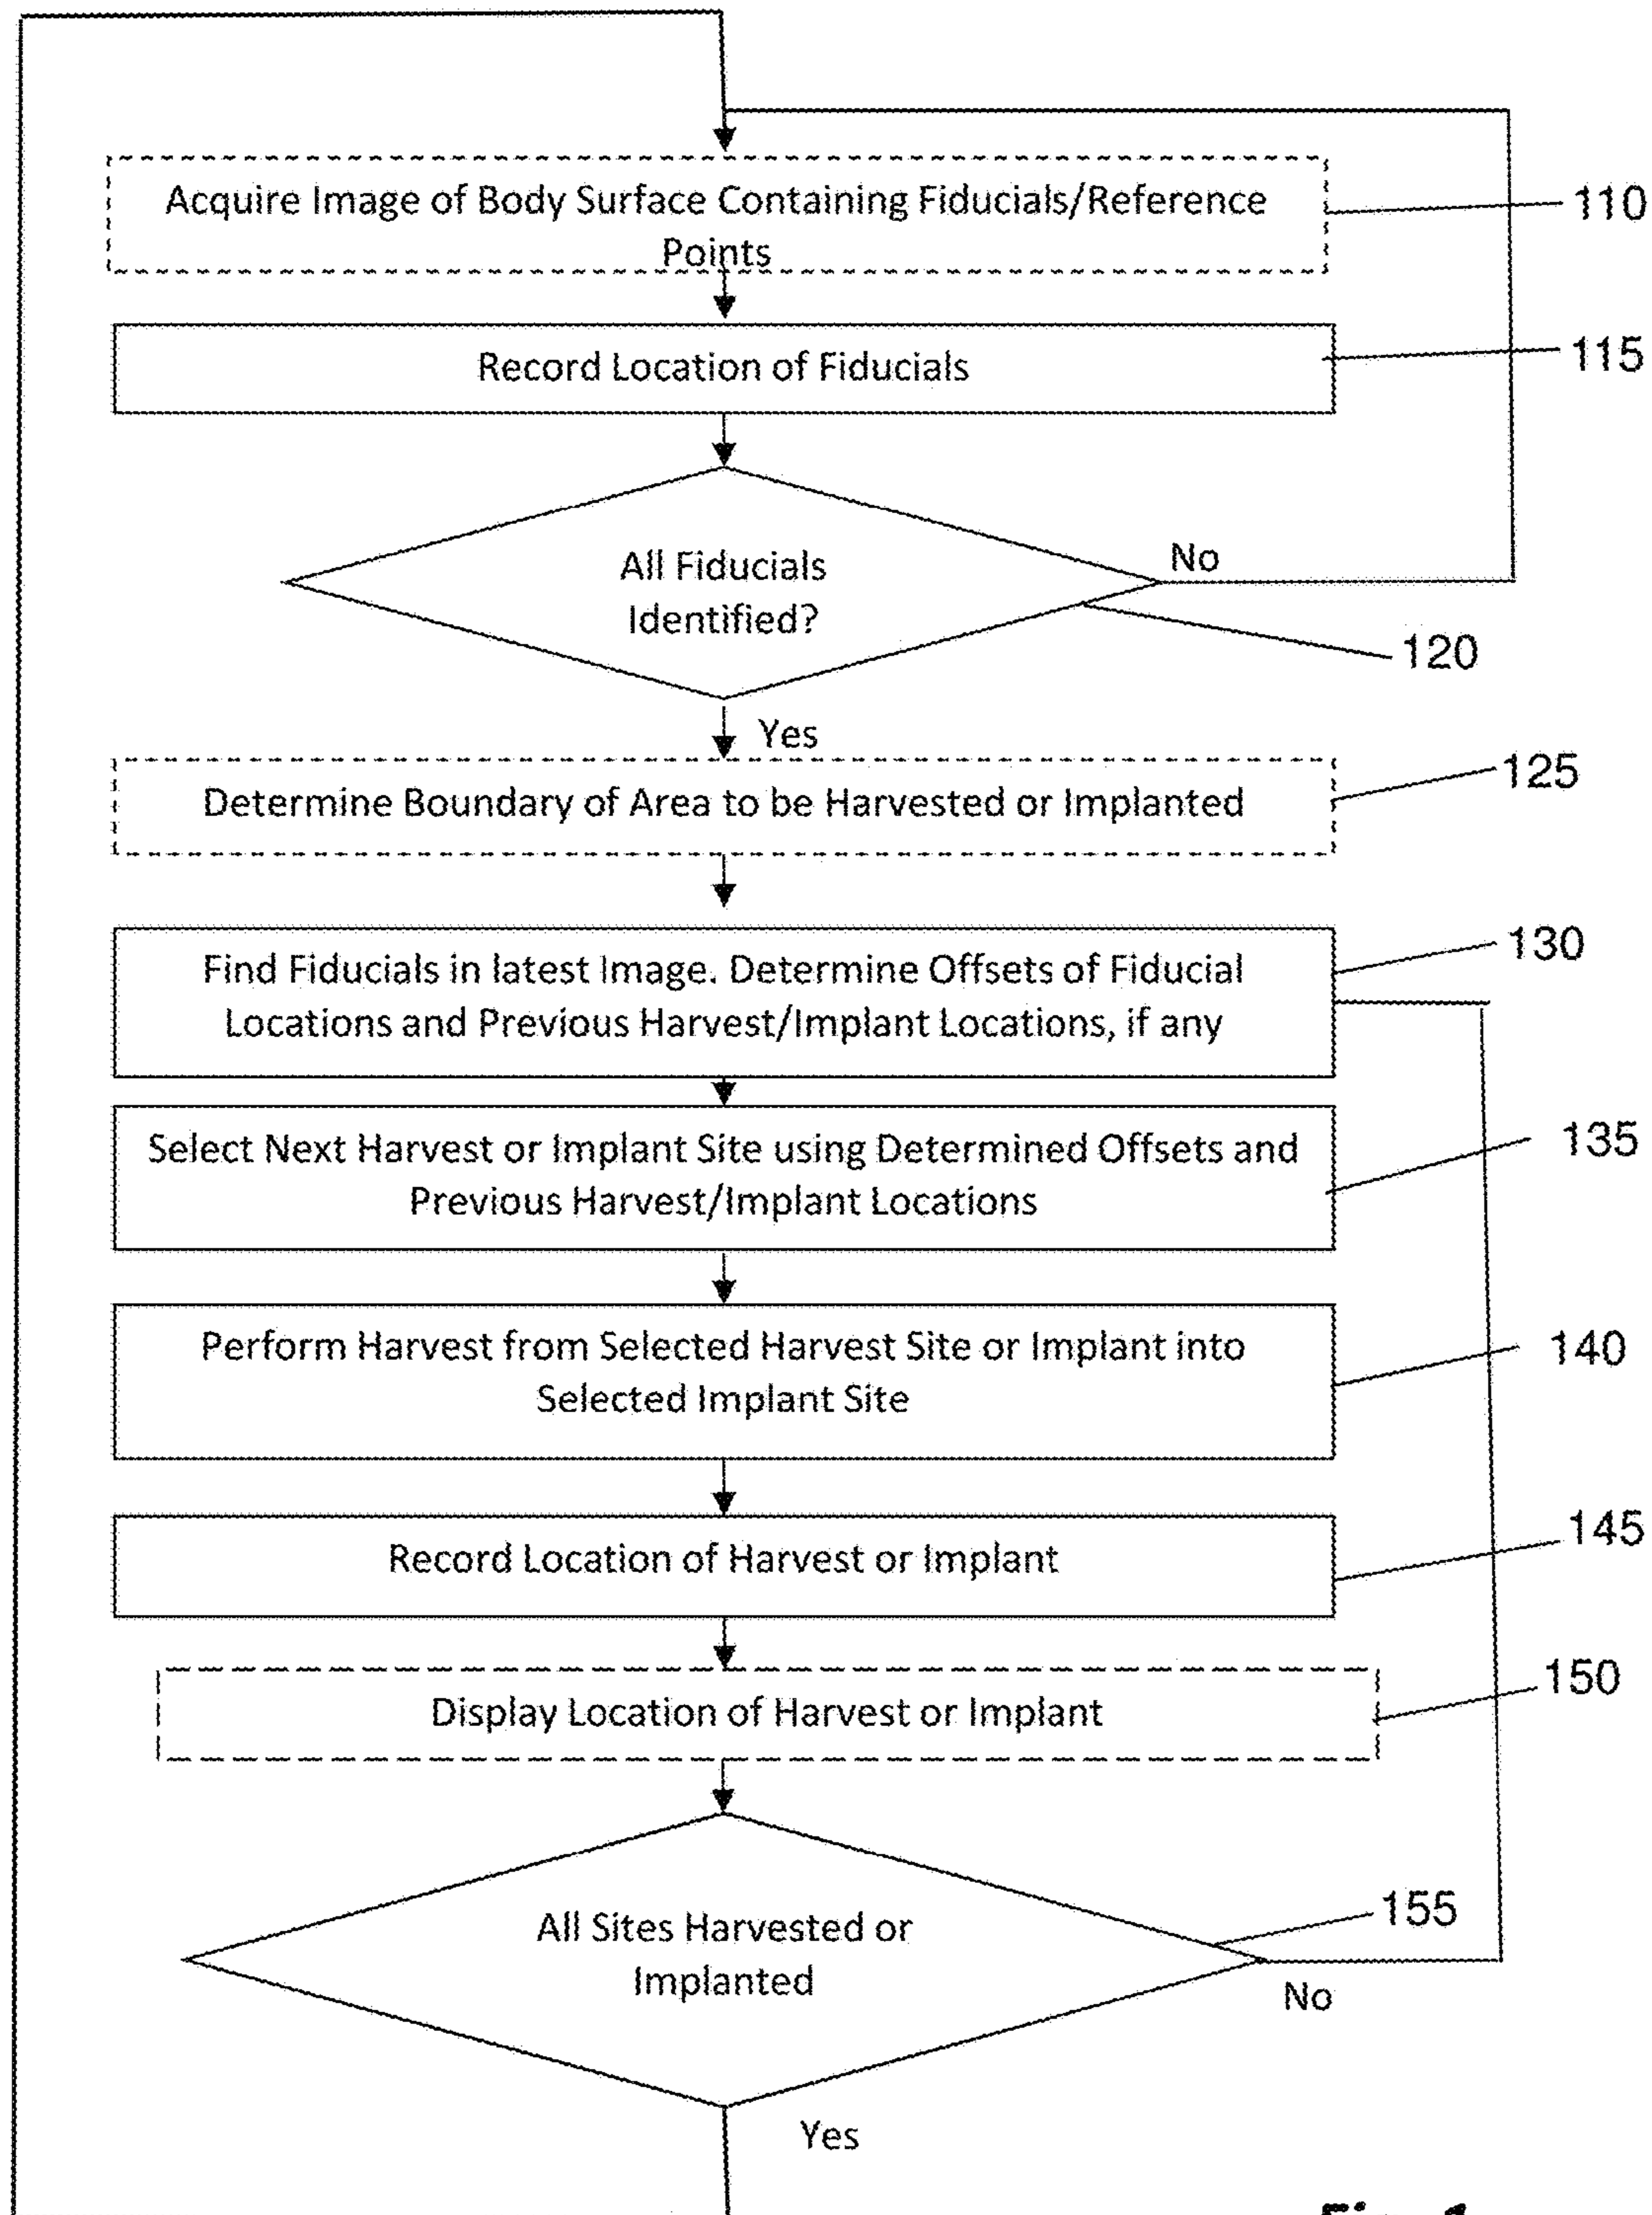 Acquire Image of Body Surface Containing Fiducials/Reference
Points
110
Record Location of Fiducials
115
All Fiducials
Identified?
No
120
Yes
Determine Boundary of Area to be Harvested or Implanted
125
Find Fiducials in latest Image. Determine Offsets of Fiducial
Locations and Previous Harvest/Implant Locations, if any
130
Select Next Harvest or Implant Site using Determined Offsets and
Previous Harvest/Implant Locations
135
Perform Harvest from Selected Harvest Site or Implant into
Selected Implant Site
140
Record Location of Harvest or Implant
145
Display Location of Harvest or Implant
150
All Sites Harvested or
Implanted
155
No
Yes